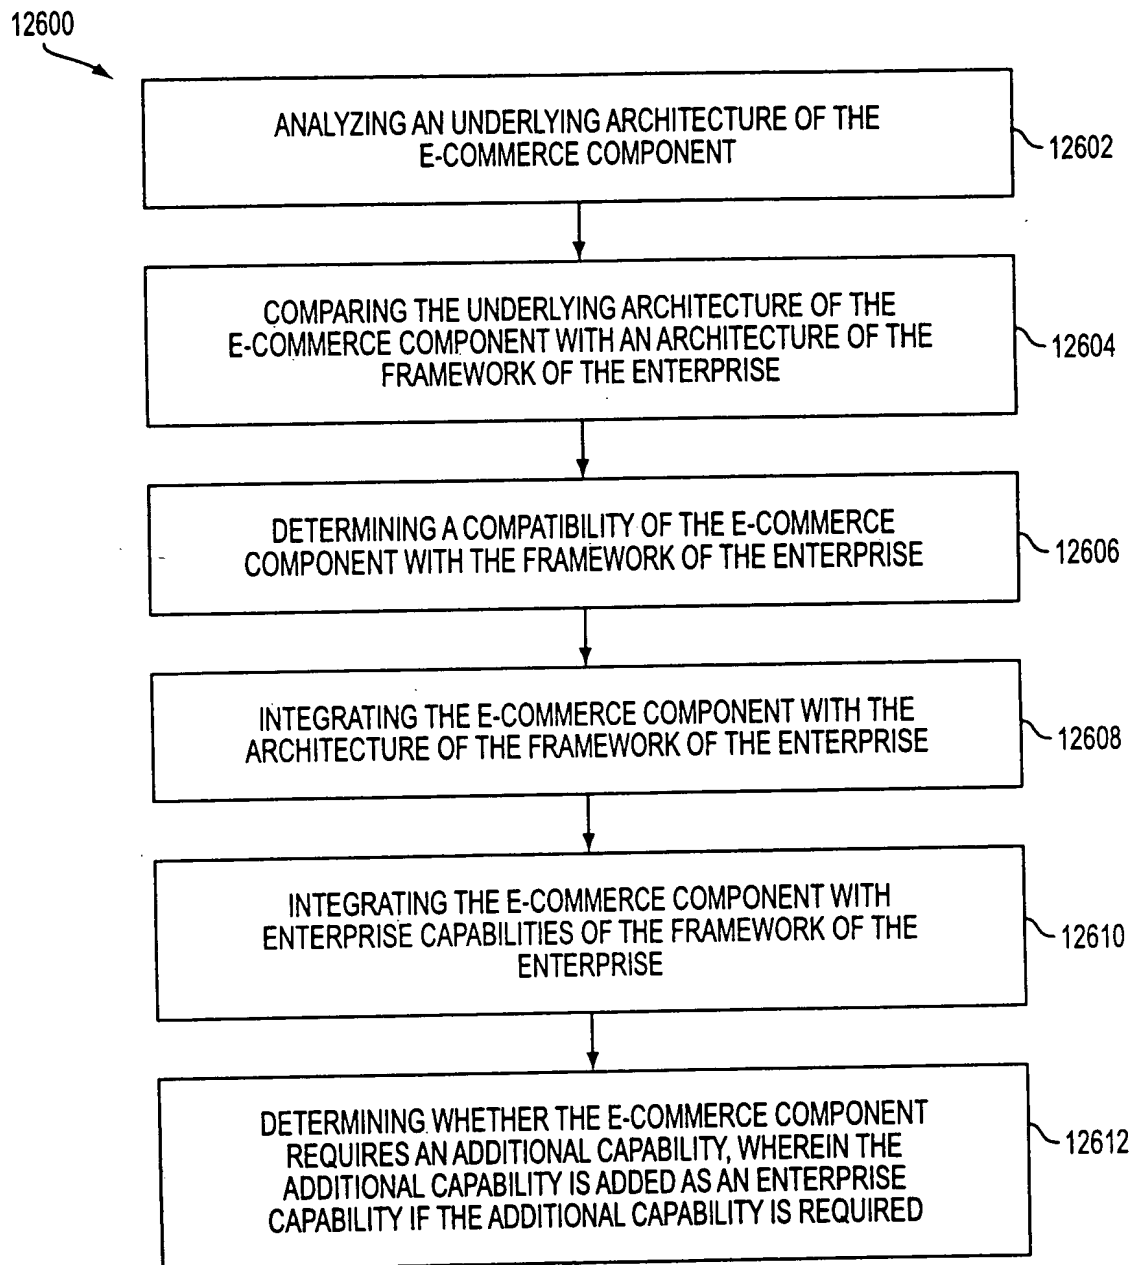 12600
ANALYZING AN UNDERLYING ARCHITECTURE OF THE
E-COMMERCE COMPONENT
12602
COMPARING THE UNDERLYING ARCHITECTURE OF THE
E-COMMERCE COMPONENT WITH AN ARCHITECTURE OF THE
FRAMEWORK OF THE ENTERPRISE
12604
DETERMINING A COMPATIBILITY OF THE E-COMMERCE
COMPONENT WITH THE FRAMEWORK OF THE ENTERPRISE
12606
INTEGRATING THE E-COMMERCE COMPONENT WITH THE
ARCHITECTURE OF THE FRAMEWORK OF THE ENTERPRISE
12608
INTEGRATING THE E-COMMERCE COMPONENT WITH
ENTERPRISE CAPABILITIES OF THE FRAMEWORK OF THE
ENTERPRISE
12610
DETERMINING WHETHER THE E-COMMERCE COMPONENT
REQUIRES AN ADDITIONAL CAPABILITY, WHEREIN THE
ADDITIONAL CAPABILITY IS ADDED AS AN ENTERPRISE
CAPABILITY IF THE ADDITIONAL CAPABILITY IS REQUIRED
12612